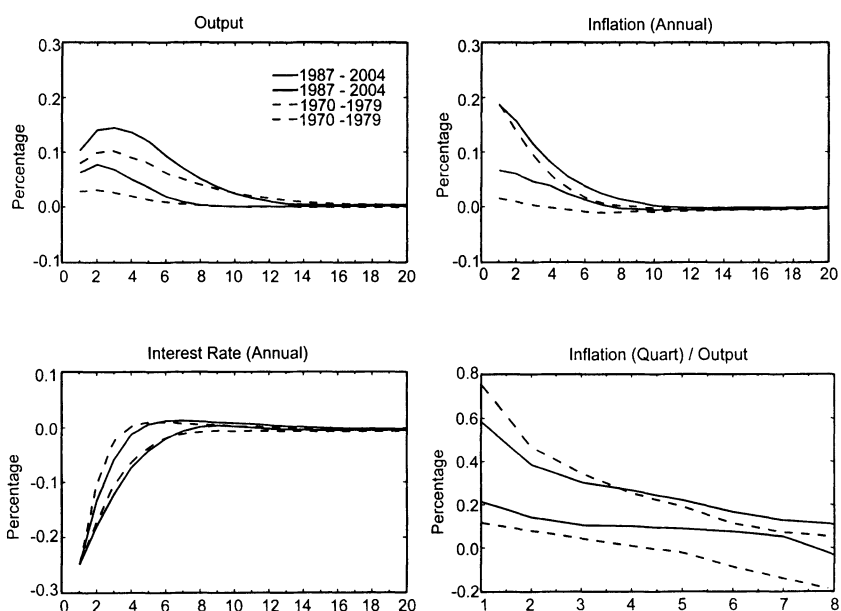 Output
0.3
0.2
0.1
0.0
-0.1
Percentage
1987 - 2004
1987 - 2004
1970 -1979
1970 -1979
0 2 4 6 8 10 12 14 16 18 20
Inflation (Annual)
0.3
0.2
0.1
0.0
-0.1
Percentage
0 2 4 6 8 10 12 14 16 18 20
Interest Rate (Annual)
0.1
0.0
-0.1
-0.2
-0.3
Percentage
0 2 4 6 8 10 12 14 16 18 20
Inflation (Quart) / Output
0.8
0.6
0.4
0.2
0.0
-0.2
Percentage
1 2 3 4 5 6 7 8